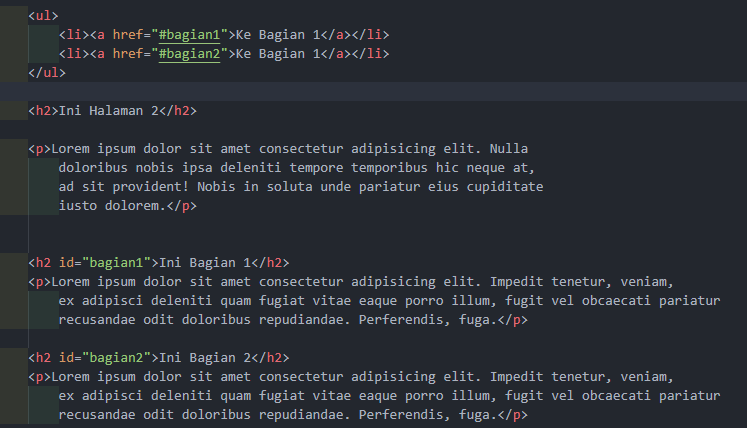 <ul>
<li><a href="#bagian1">Ke Bagian 1</a></li>
<li><a href="#bagian2">Ke Bagian 1</a></li>
</ul>
<h2>Ini Halaman 2</h2>
<p>Lorem ipsum dolor sit amet consectetur adipisicing elit. Nulla
doloribus nobis ipsa deleniti tempore temporibus hic neque at,
ad sit provident! Nobis in soluta unde pariatur eius cupiditate
iusto dolorem.</p>
<h2 id="bagian1">Ini Bagian 1</h2>
<p>Lorem ipsum dolor sit amet consectetur adipisicing elit. Impedit tenetur, veniam,
ex adipisci deleniti quam fugiat vitae eaque porro illum, fugit vel obcaecati pariatur
recusandae odit doloribus repudiandae. Perferendis, fuga.</p>
<h2 id="bagian2">Ini Bagian 2</h2>
<p>Lorem ipsum dolor sit amet consectetur adipisicing elit. Impedit tenetur, veniam,
ex adipisci deleniti quam fugiat vitae eaque porro illum, fugit vel obcaecati pariatur
recusandae odit doloribus repudiandae. Perferendis, fuga.</p>